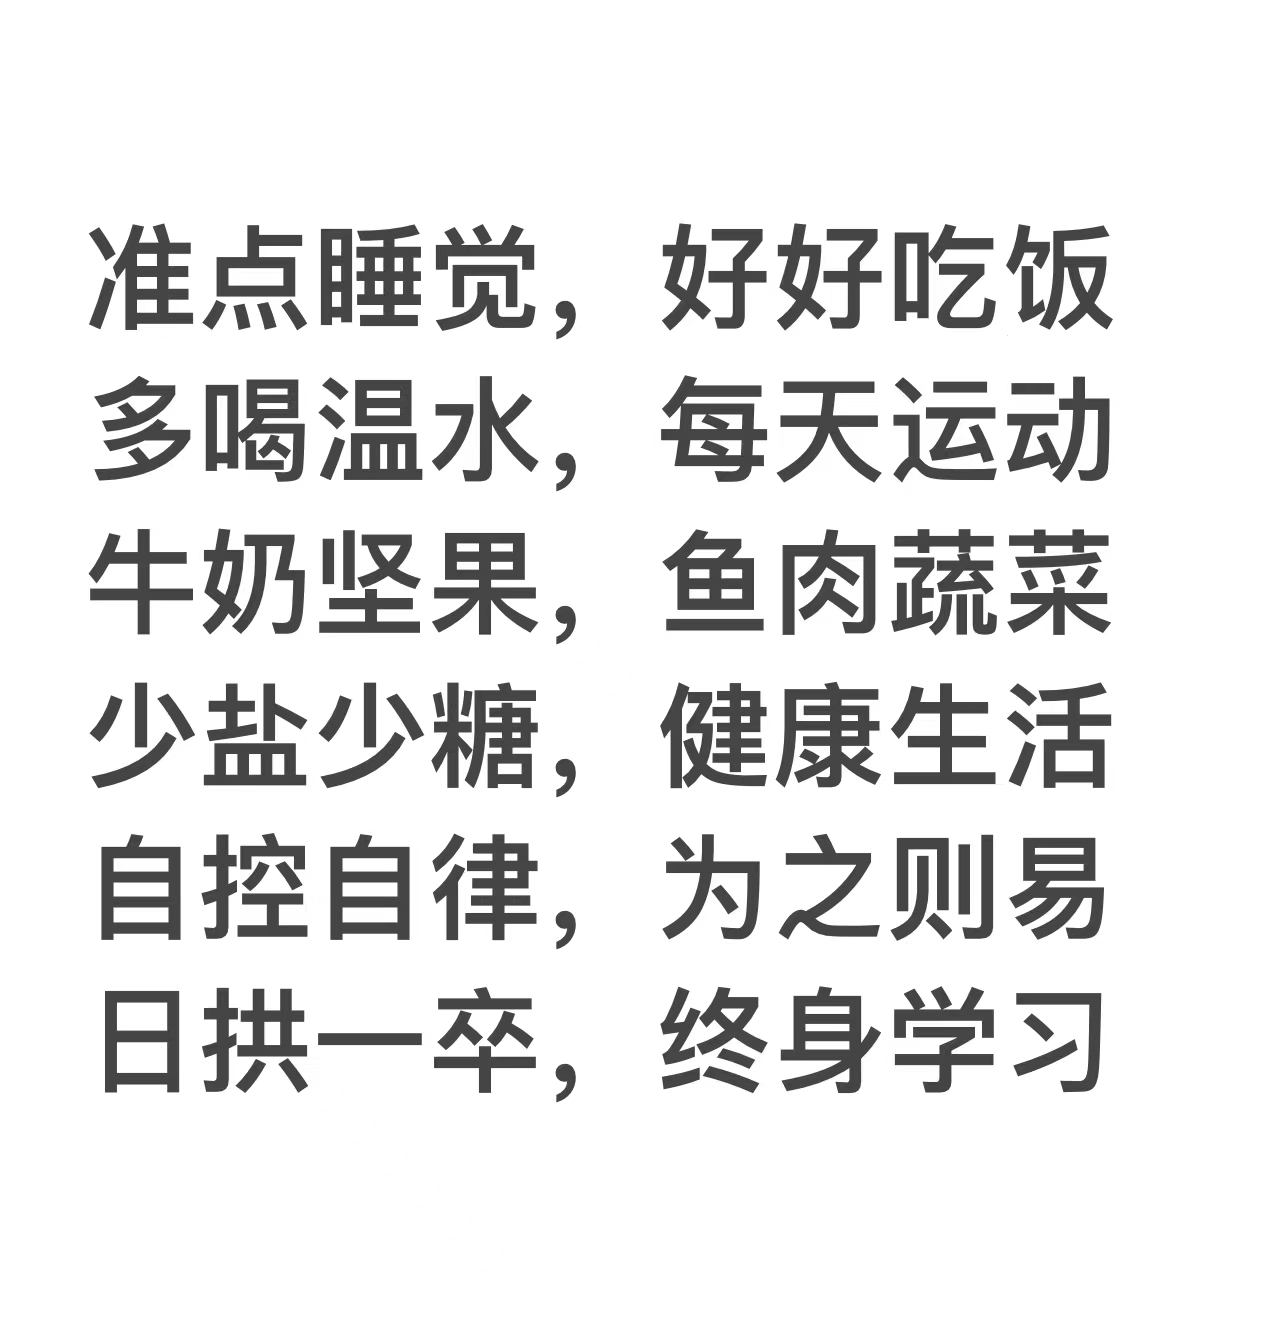 准点睡觉，好好吃饭
多喝温水，每天运动
牛奶坚果，鱼肉蔬菜
少盐少糖，健康生活
自控自律，为之则易
日拱一卒，终身学习